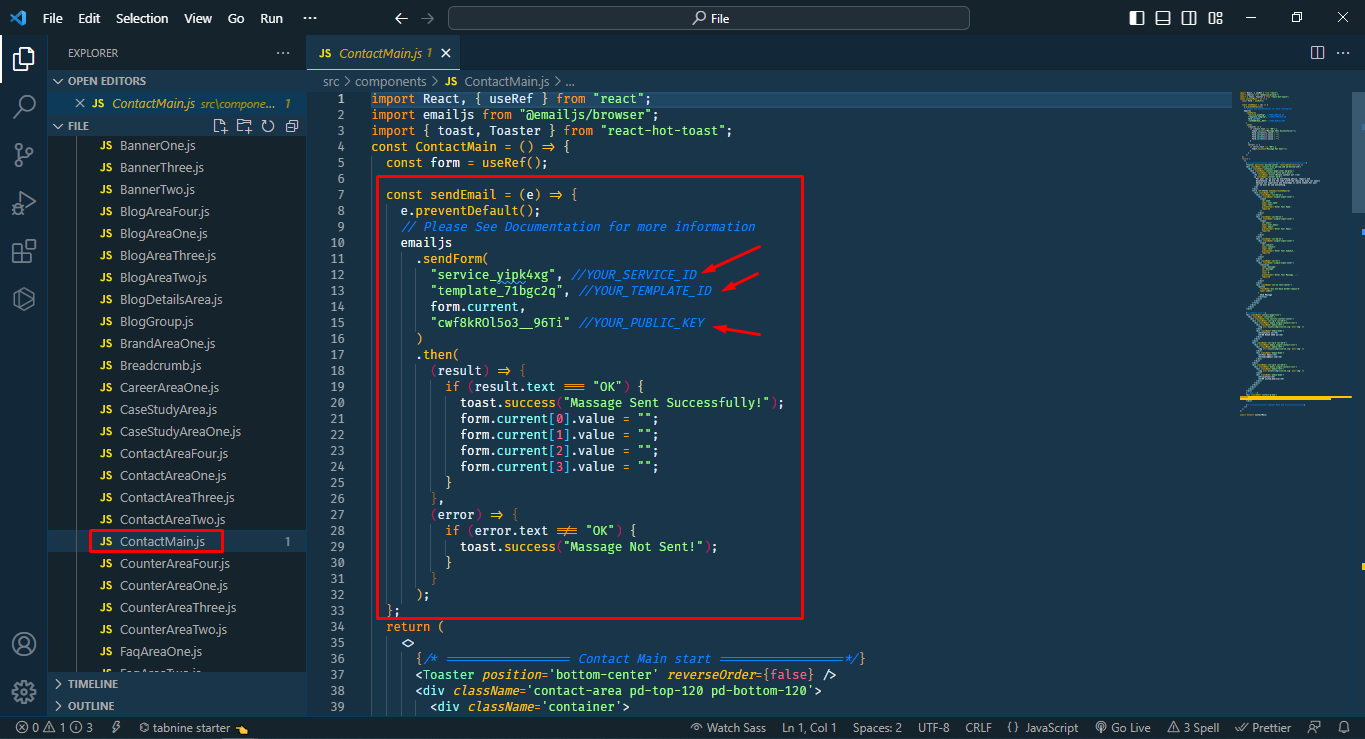 File Edit Selection View Go Run ··· File
EXPLORER ···
OPEN EDITORS
JS ContactMain.js src\compone... 1
FILE
JS BannerOne.js
JS BannerThree.js
JS BannerTwo.js
JS BlogAreaFour.js
JS BlogAreaOne.js
JS BlogAreaThree.js
JS BlogAreaTwo.js
JS BlogDetailsArea.js
JS BlogGroup.js
JS BrandAreaOne.js
JS Breadcrumb.js
JS CareerAreaOne.js
JS CaseStudyArea.js
JS CaseStudyAreaOne.js
JS ContactAreaFour.js
JS ContactAreaOne.js
JS ContactAreaThree.js
JS ContactAreaTwo.js
JS ContactMain.js 1
JS CounterAreaFour.js
JS CounterAreaOne.js
JS CounterAreaThree.js
JS CounterAreaTwo.js
JS FaqAreaOne.js
JS FaqAreaTwo.js
TIMELINE
OUTLINE
JS ContactMain.js 1
src > components > JS ContactMain.js > ...
1 import React, { useRef } from "react";
2 import emailjs from "@emailjs/browser";
3 import { toast, Toaster } from "react-hot-toast";
4 const ContactMain = () => {
5 const form = useRef();
6
7 const sendEmail = (e) => {
8 e.preventDefault();
9 // Please See Documentation for more information
10 emailjs
11 .sendForm(
12 "service_yipk4xg", //YOUR_SERVICE_ID
13 "template_71bgc2q", //YOUR_TEMPLATE_ID
14 form.current,
15 "cwf8kROl5o3__96Ti" //YOUR_PUBLIC_KEY
16 )
17 .then(
18 (result) => {
19 if (result.text === "OK") {
20 toast.success("Massage Sent Successfully!");
21 form.current[0].value = "";
22 form.current[1].value = "";
23 form.current[2].value = "";
24 form.current[3].value = "";
25 }
26 },
27 (error) => {
28 if (error.text !== "OK") {
29 toast.success("Massage Not Sent!");
30 }
31 }
32 );
33 };
34 return (
35 <>
36 {/* ================= Contact Main start =================*/}
37 <Toaster position='bottom-center' reverseOrder={false} />
38 <div className='contact-area pd-top-120 pd-bottom-120'>
39 <div className='container'>
0 1 3 tabnine starter Watch Sass Ln 1, Col 1 Spaces: 2 UTF-8 CRLF {} JavaScript Go Live 3 Spell Prettier